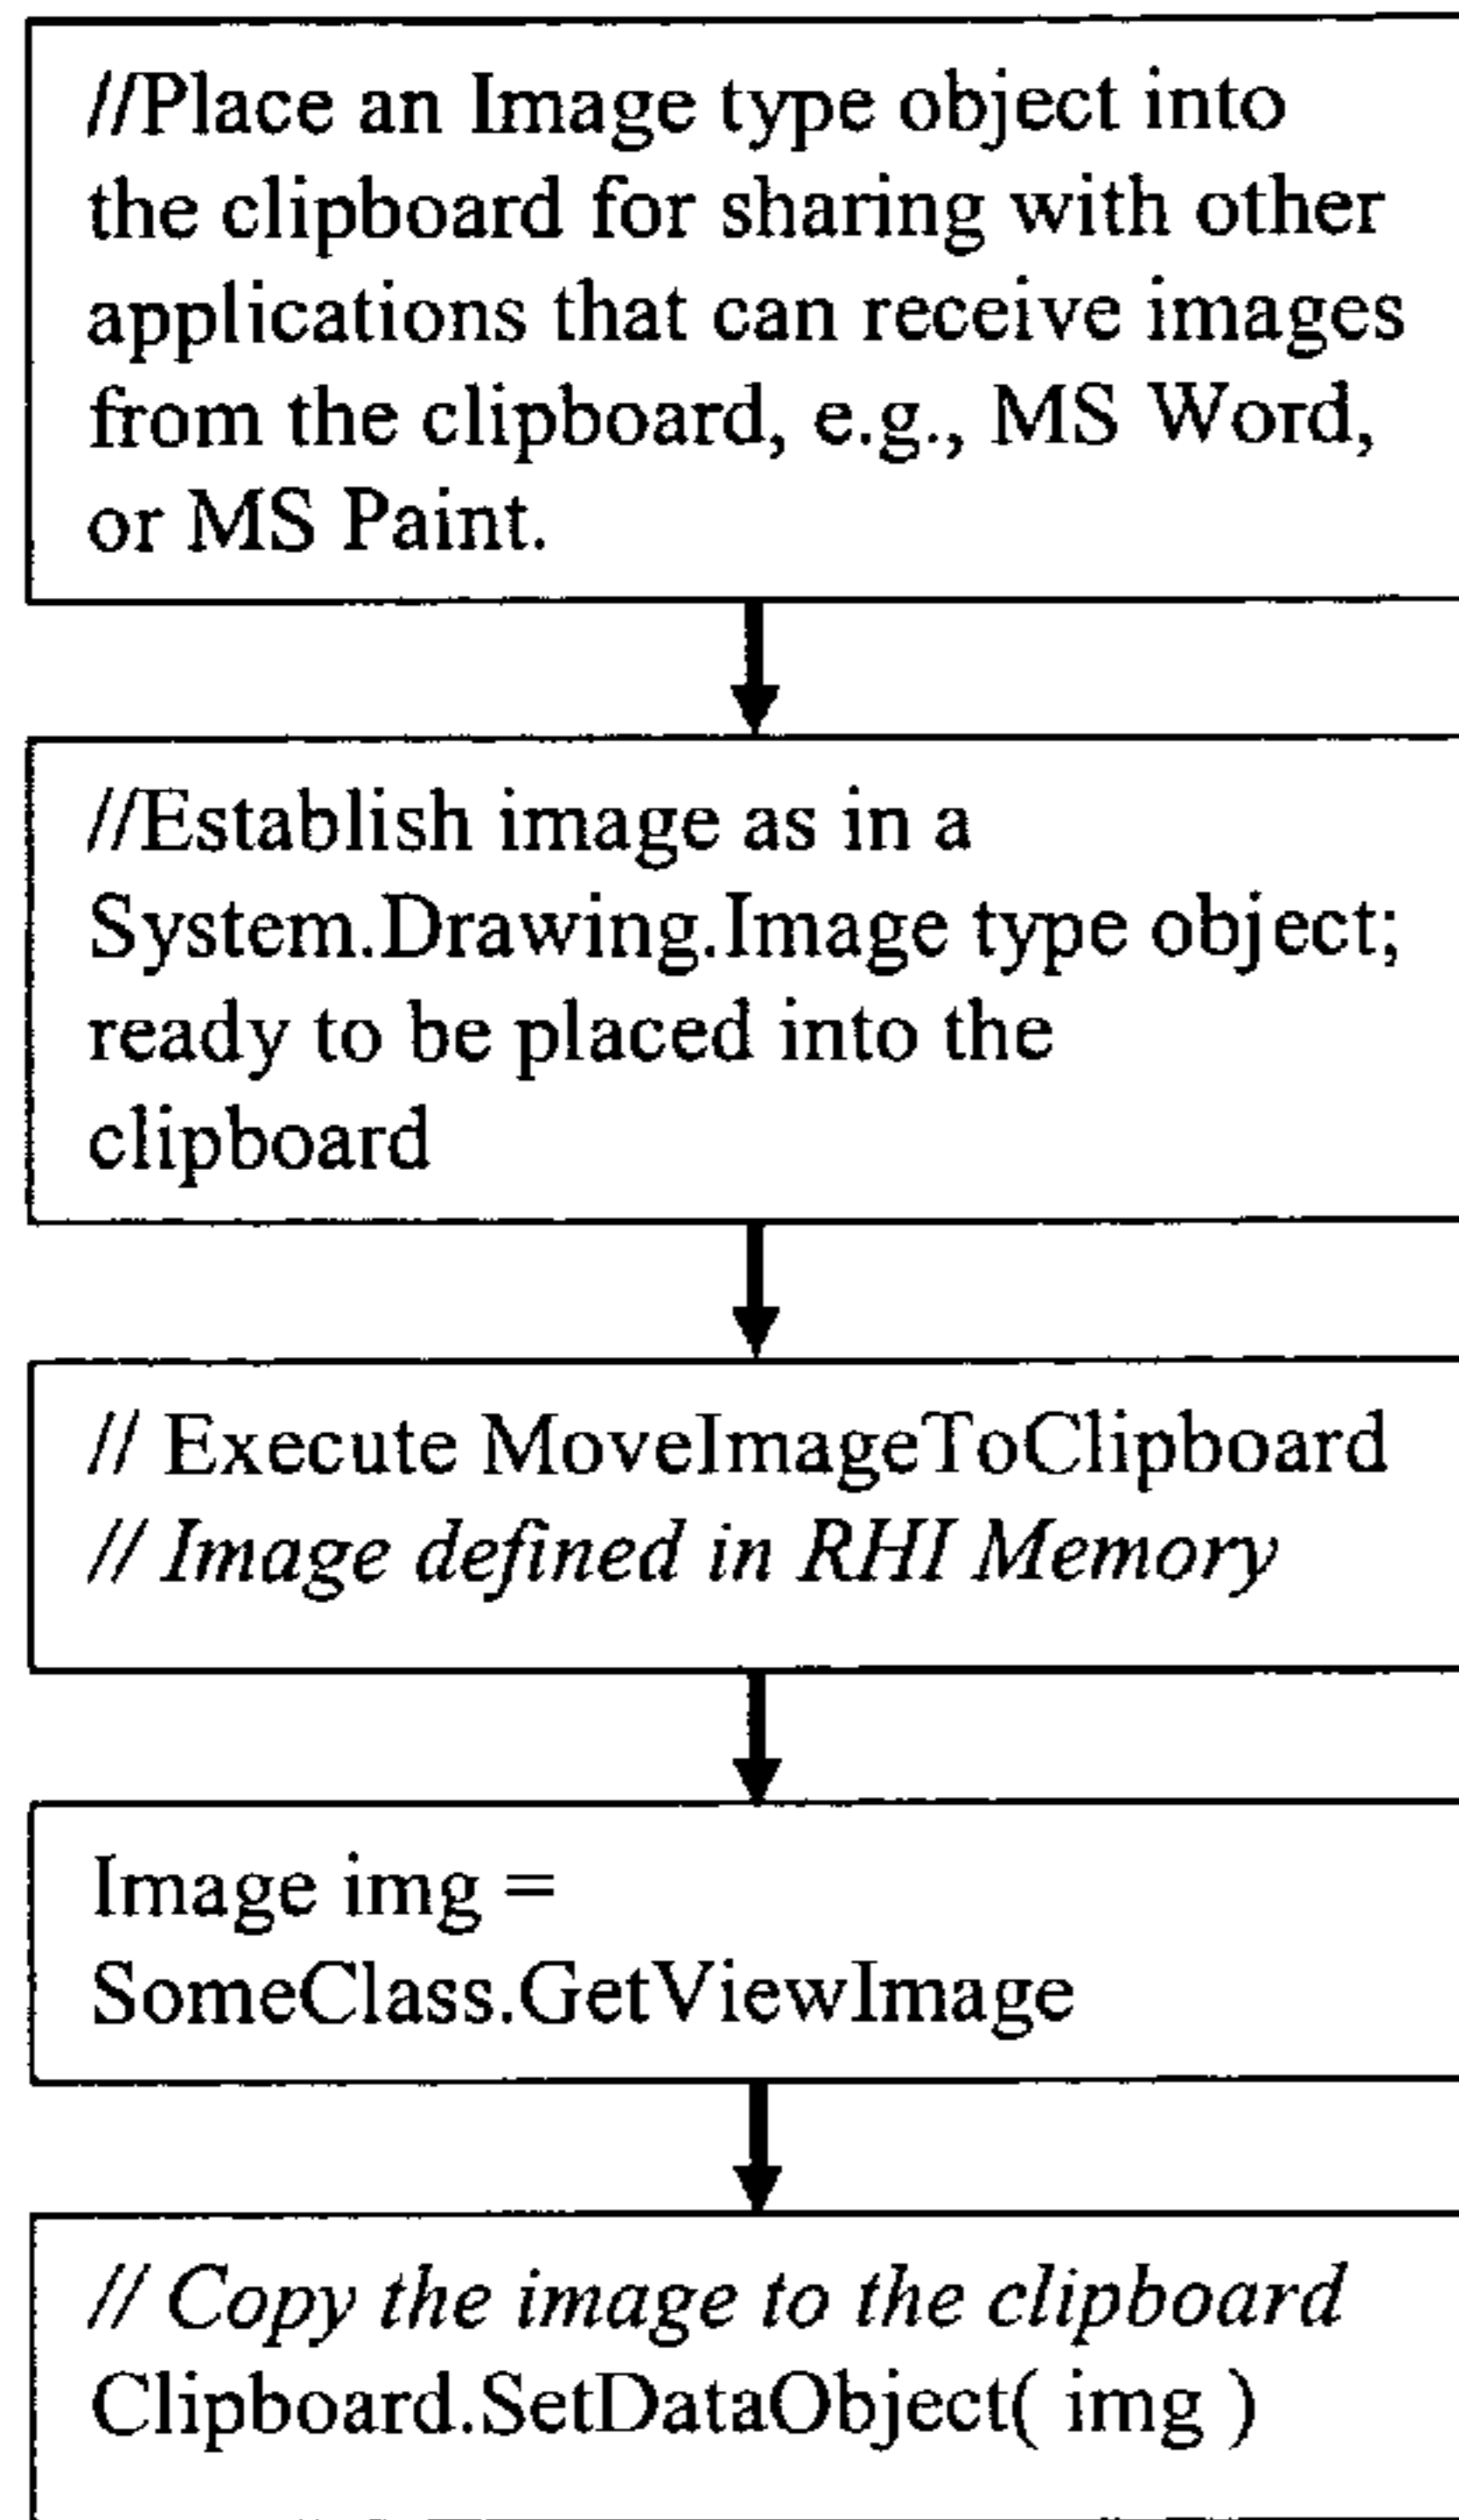 //Place an Image type object into
the clipboard for sharing with other
applications that can receive images
from the clipboard, e.g., MS Word,
or MS Paint.
//Establish image as in a
System.Drawing.Image type object;
ready to be placed into the
clipboard
// Execute MoveImageToClipboard
// Image defined in RHI Memory
Image img =
SomeClass.GetViewImage
// Copy the image to the clipboard
Clipboard.SetDataObject( img )